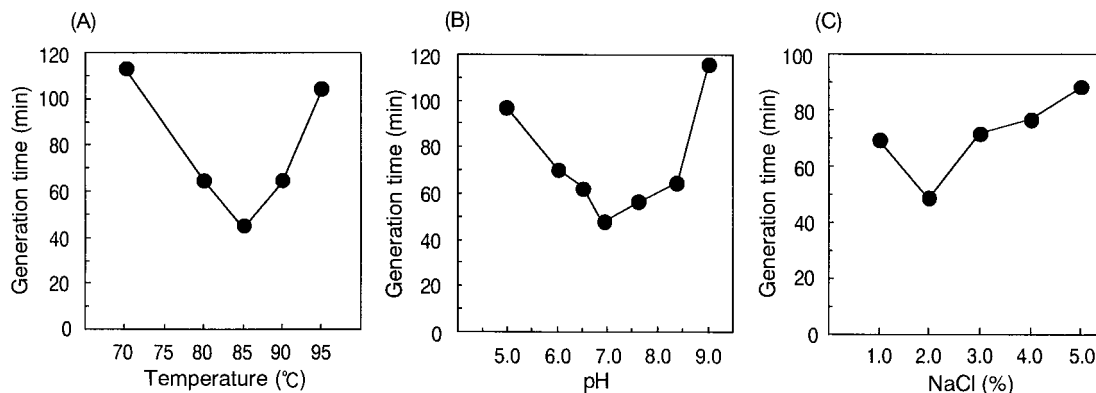 (A)
Generation time (min)
120
100
80
60
40
20
0
70 75 80 85 90 95
Temperature (℃)
(B)
Generation time (min)
120
100
80
60
40
20
0
5.0 6.0 7.0 8.0 9.0
pH
(C)
Generation time (min)
100
80
60
40
20
0
1.0 2.0 3.0 4.0 5.0
NaCl (%)